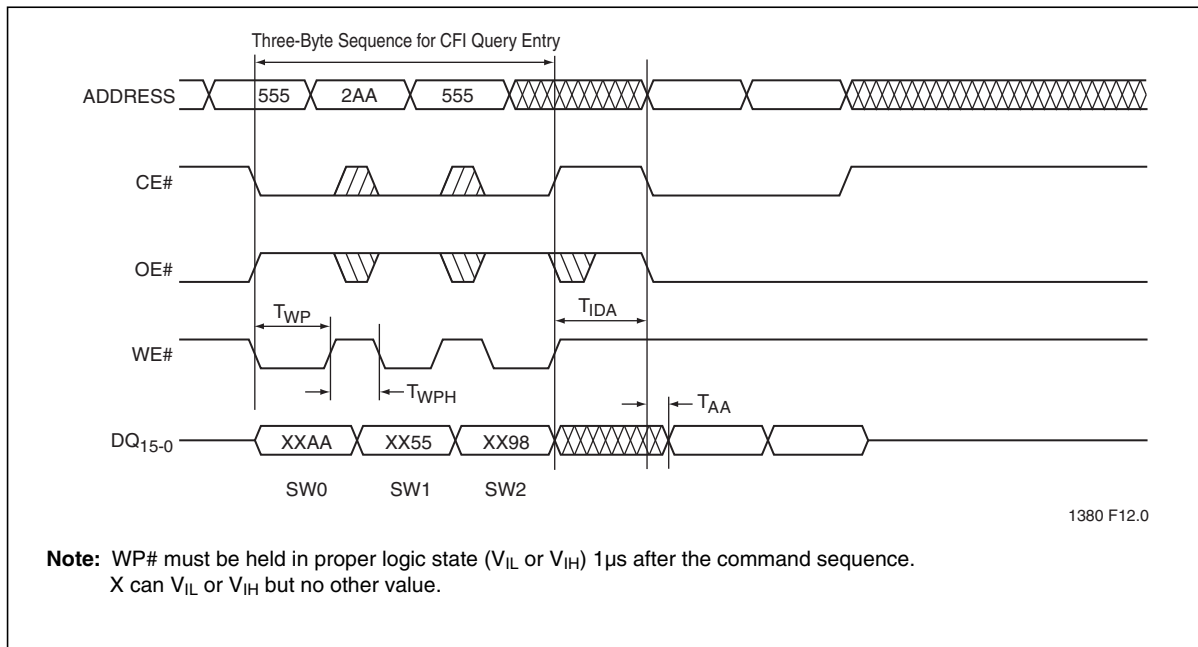 Three-Byte Sequence for CFI Query Entry
ADDRESS 555 2AA 555
CE#
OE#
TWP TIDA
WE#
TWPH TAA
DQ15-0 XXAA XX55 XX98
SW0 SW1 SW2
1380 F12.0
Note: WP# must be held in proper logic state (VIL or VIH) 1µs after the command sequence.
X can VIL or VIH but no other value.